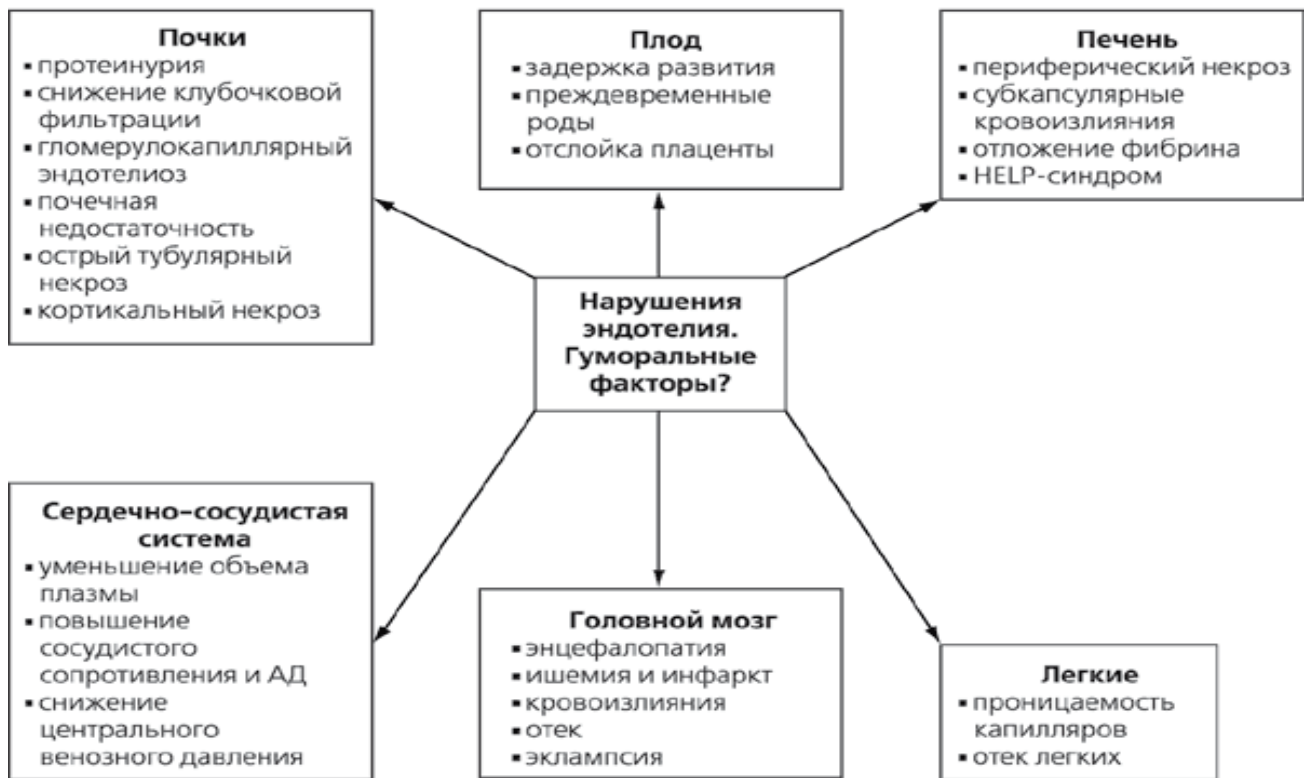 Почки
▪ протеинурия
▪ снижение клубочковой
фильтрации
▪ гломерулокапиллярный
эндотелиоз
▪ почечная
недостаточность
▪ острый тубулярный
некроз
▪ кортикальный некроз
Плод
▪ задержка развития
▪ преждевременные
роды
▪ отслойка плаценты
Печень
▪ периферический некроз
▪ субкапсулярные
кровоизлияния
▪ отложение фибрина
▪ HELP-синдром
Нарушения
эндотелия.
Гуморальные
факторы?
Сердечно-сосудистая
система
▪ уменьшение объема
плазмы
▪ повышение
сосудистого
сопротивления и АД
▪ снижение
центрального
венозного давления
Головной мозг
▪ энцефалопатия
▪ ишемия и инфаркт
▪ кровоизлияния
▪ отек
▪ эклампсия
Легкие
▪ проницаемость
капилляров
▪ отек легких